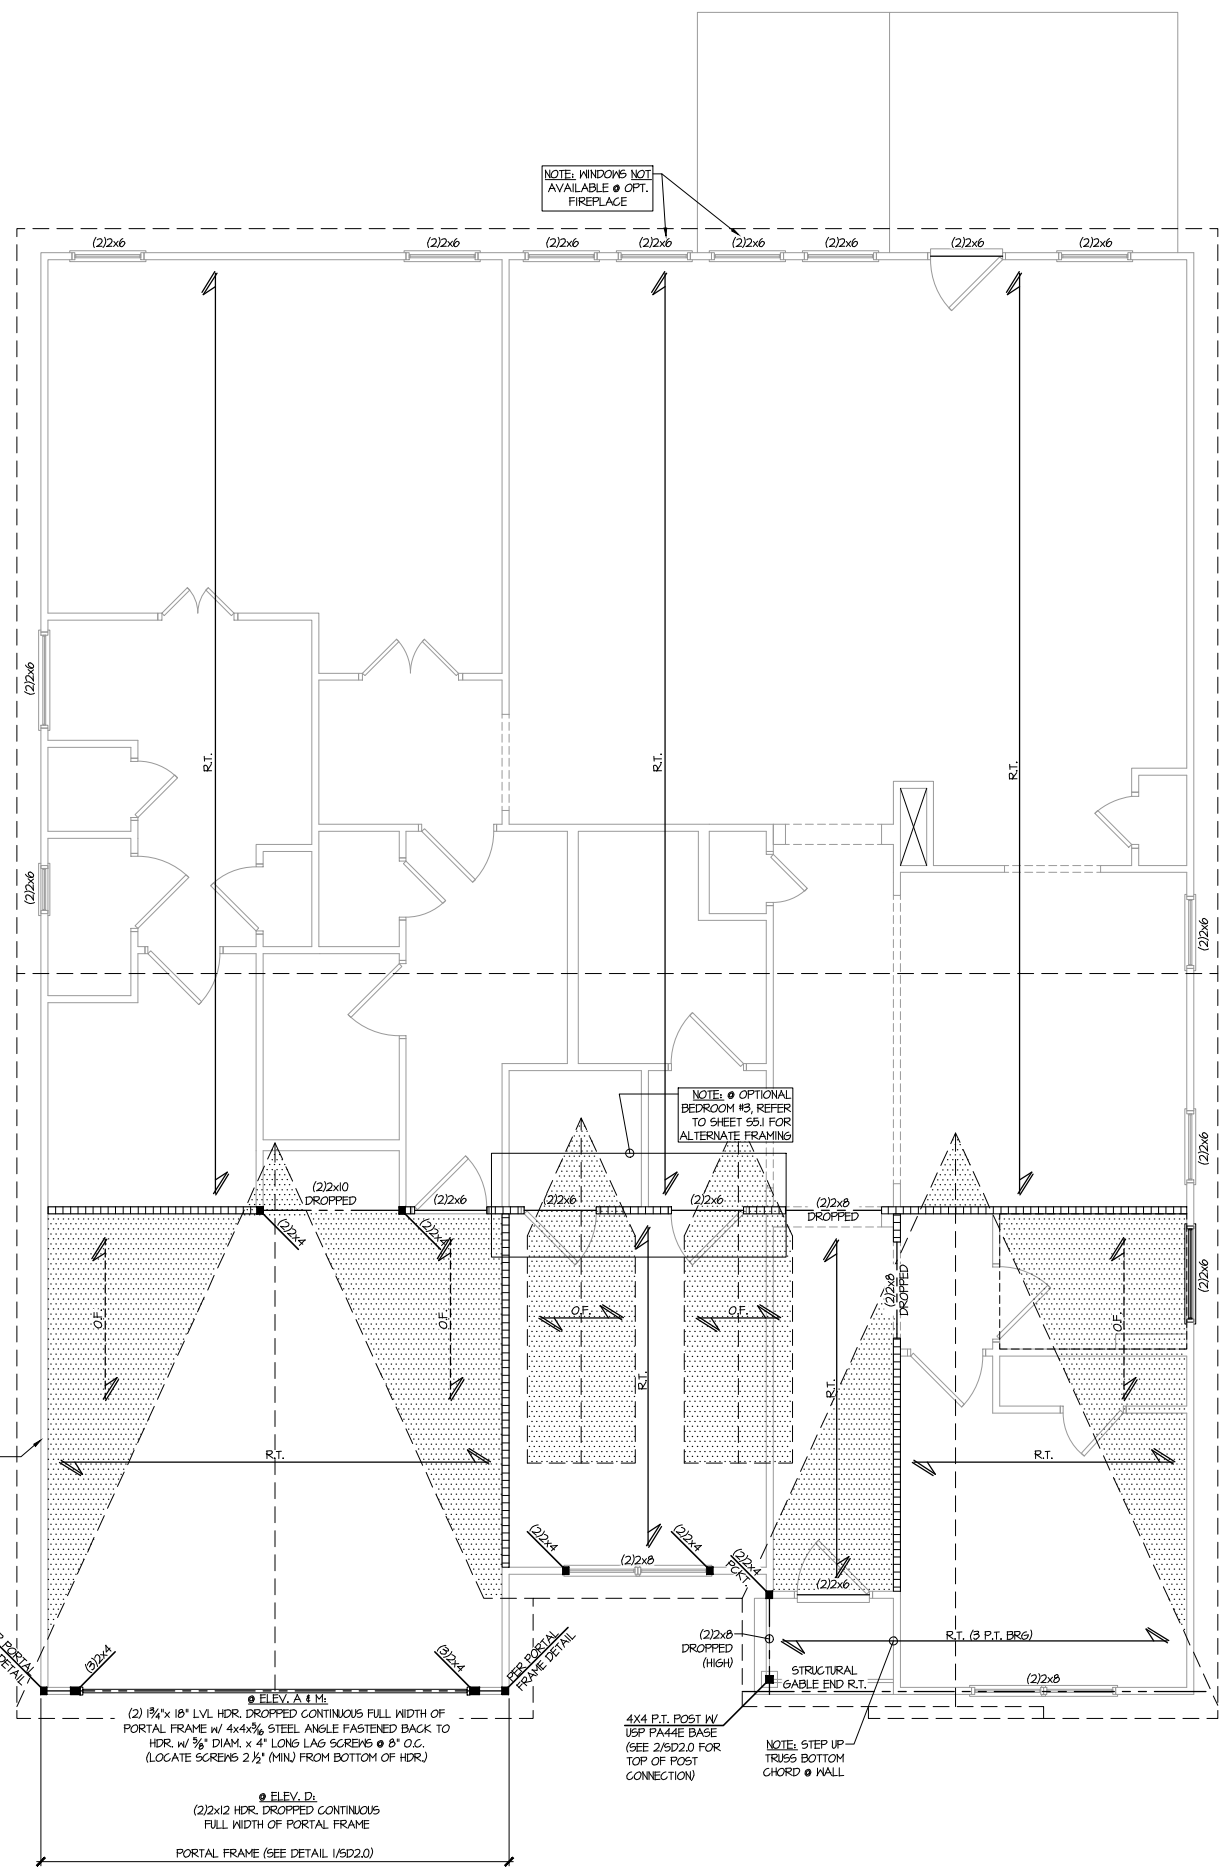 NOTE: WINDOWS NOT
AVAILABLE @ OPT.
FIREPLACE
(2)2x6
(2)2x6
(2)2x6
(2)2x6
(2)2x6
(2)2x6
(2)2x6
(2)2x6
(2)2x6
R.T.
R.T.
R.T.
(2)2x6
(2)2x6
NOTE: @ OPTIONAL
BEDROOM #3, REFER
TO SHEET S5.1 FOR
ALTERNATE FRAMING
(2)2x6
(2)2x10
DROPPED
(2)2x6
(2)2x6
(2)2x6
(2)2x8
DROPPED
(2)2x4
(2)2x4
(2)2x8
DROPPED
(2)2x6
O.F.
O.F.
O.F.
O.F.
O.F.
R.T.
R.T.
R.T.
R.T.
(2)2x4
(2)2x8
(2)2x4
(2)2x4
PCKT.
(2)2x6
(2)2x8
DROPPED
(HIGH)
R.T. (3 P.T. BRG)
STRUCTURAL
GABLE END R.T.
(2)2x8
PORTAL
DETAIL
(3)2x4
(3)2x4
PER PORTAL
FRAME DETAIL
@ ELEV. A & M:
(2) 1¾"x 18" LVL HDR. DROPPED CONTINUOUS FULL WIDTH OF
PORTAL FRAME W/ 4x4x5/16 STEEL ANGLE FASTENED BACK TO
HDR. W/ ⅝" DIAM. x 4" LONG LAG SCREWS @ 8" O.C.
(LOCATE SCREWS 2 ½" (MIN.) FROM BOTTOM OF HDR.)
4X4 P.T. POST W/
USP PA44E BASE
(SEE 2/SD2.0 FOR
TOP OF POST
CONNECTION)
NOTE: STEP UP
TRUSS BOTTOM
CHORD @ WALL
@ ELEV. D:
(2)2x12 HDR. DROPPED CONTINUOUS
FULL WIDTH OF PORTAL FRAME
PORTAL FRAME (SEE DETAIL 1/SD2.0)